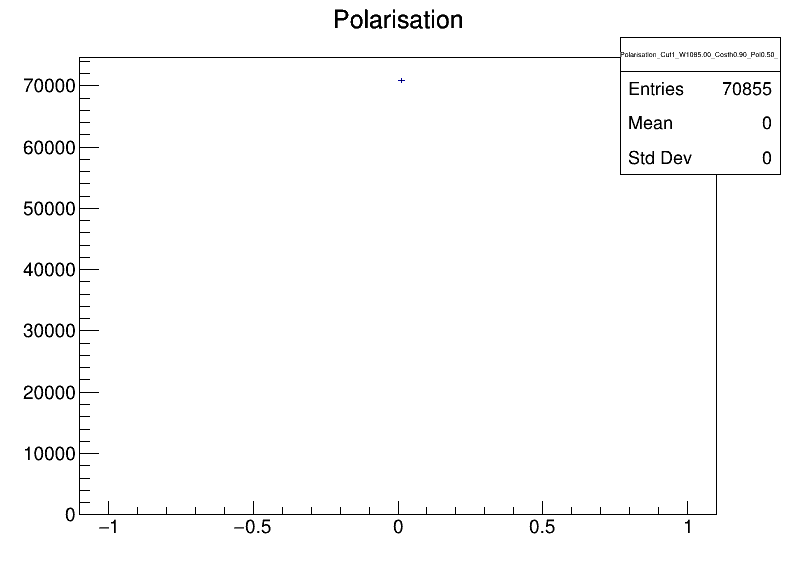 Polarisation
Polarisation_Cut1_W1085.00_Costh0.90_Pol0.50_
Entries 70855
Mean 0
Std Dev 0
70000
60000
50000
40000
30000
20000
10000
0
−1 −0.5 0 0.5 1